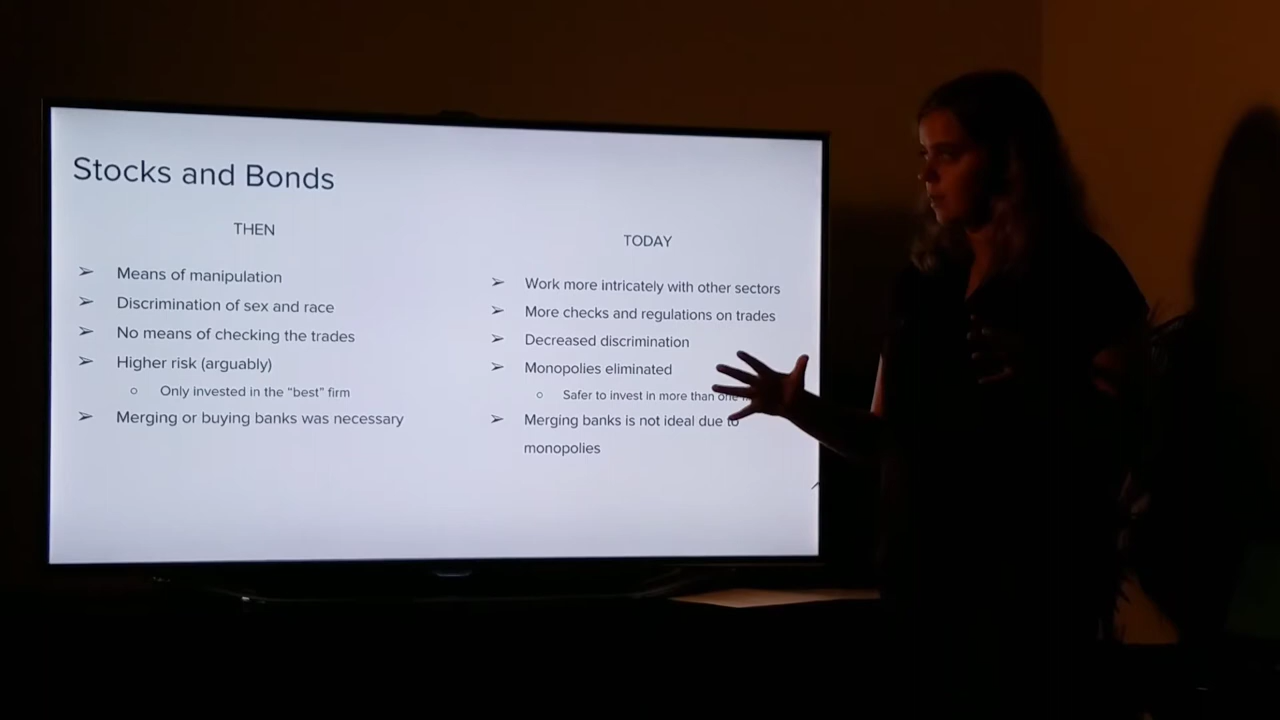 Stocks and Bonds
THEN
➢ Means of manipulation
➢ Discrimination of sex and race
➢ No means of checking the trades
➢ Higher risk (arguably)
○ Only invested in the “best” firm
➢ Merging or buying banks was necessary
TODAY
➢ Work more intricately with other sectors
➢ More checks and regulations on trades
➢ Decreased discrimination
➢ Monopolies eliminated
○ Safer to invest in more than one
➢ Merging banks is not ideal due to
monopolies